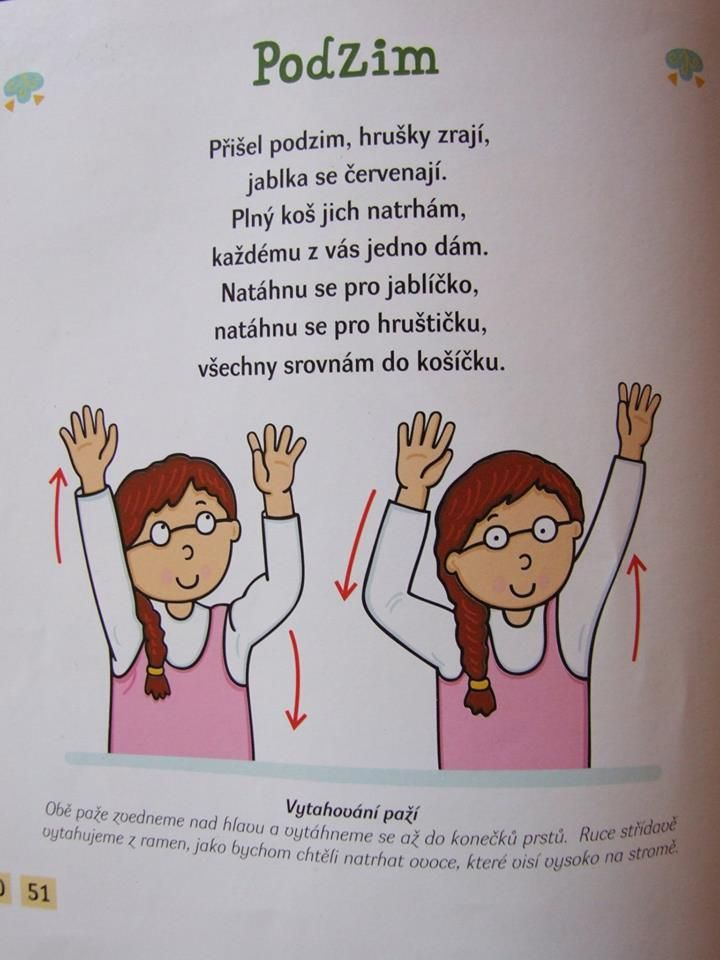 Podzim
Přišel podzim, hrušky zrají,
jablka se červenají.
Plný koš jich natrhám,
každému z vás jedno dám.
Natáhnu se pro jablíčko,
natáhnu se pro hruštičku,
všechny srovnám do košíčku.
Vytahování paží
Obě paže zvedneme nad hlavu a vytáhneme se až do konečků prstů. Ruce střídavě
vytahujeme z ramen, jako bychom chtěli natrhat ovoce, které visí vysoko na stromě.
51